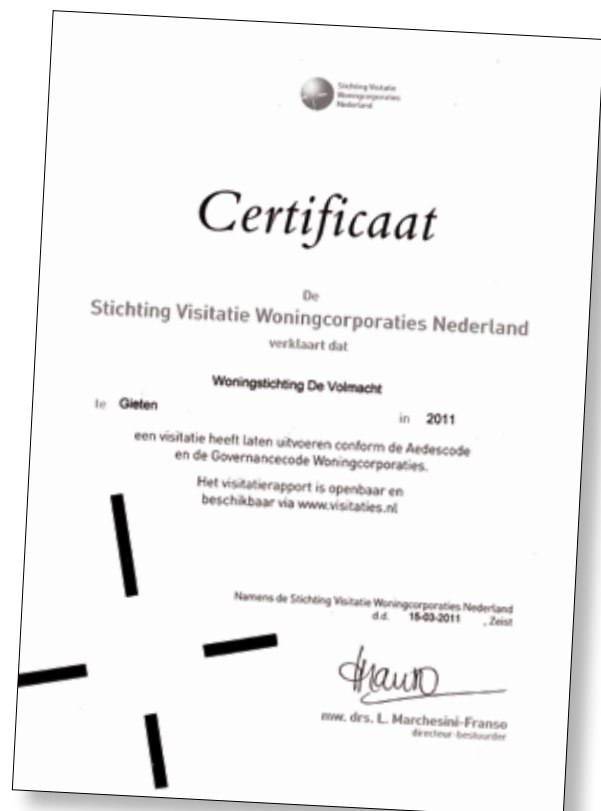 Stichting Visitatie
Woningcorporaties
Nederland
Certificaat
De
Stichting Visitatie Woningcorporaties Nederland
verklaart dat
Woningstichting De Volmacht
te Gieten in 2011
een visitatie heeft laten uitvoeren conform de Aedescode
en de Governancecode Woningcorporaties.
Het visitatierapport is openbaar en
beschikbaar via www.visitaties.nl
Namens de Stichting Visitatie Woningcorporaties Nederland
d.d. 15-03-2011 , Zeist
mw. drs. L. Marchesini-Franso
directeur-bestuurder